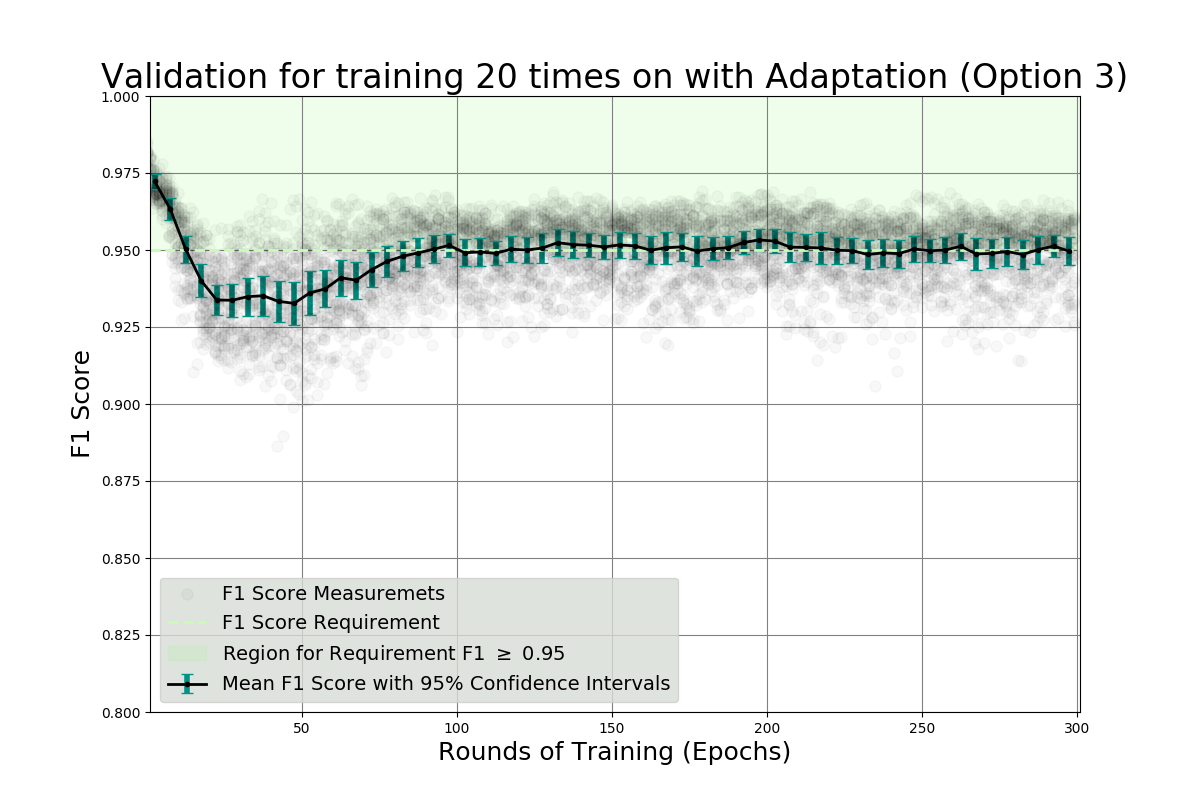 Validation for training 20 times on with Adaptation (Option 3)
1.000
0.975
0.950
0.925
0.900
0.875
0.850
0.825
0.800
F1 Score
F1 Score Measuremets
F1 Score Requirement
Region for Requirement F1 ≥ 0.95
Mean F1 Score with 95% Confidence Intervals
50 100 150 200 250 300
Rounds of Training (Epochs)